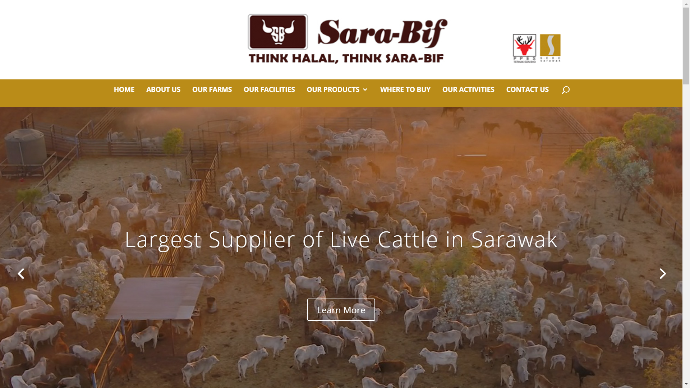 SB
Sara-Bif
THINK HALAL, THINK SARA-BIF
HOME ABOUT US OUR FARMS OUR FACILITIES OUR PRODUCTS WHERE TO BUY OUR ACTIVITIES CONTACT US
Largest Supplier of Live Cattle in Sarawak
Learn More